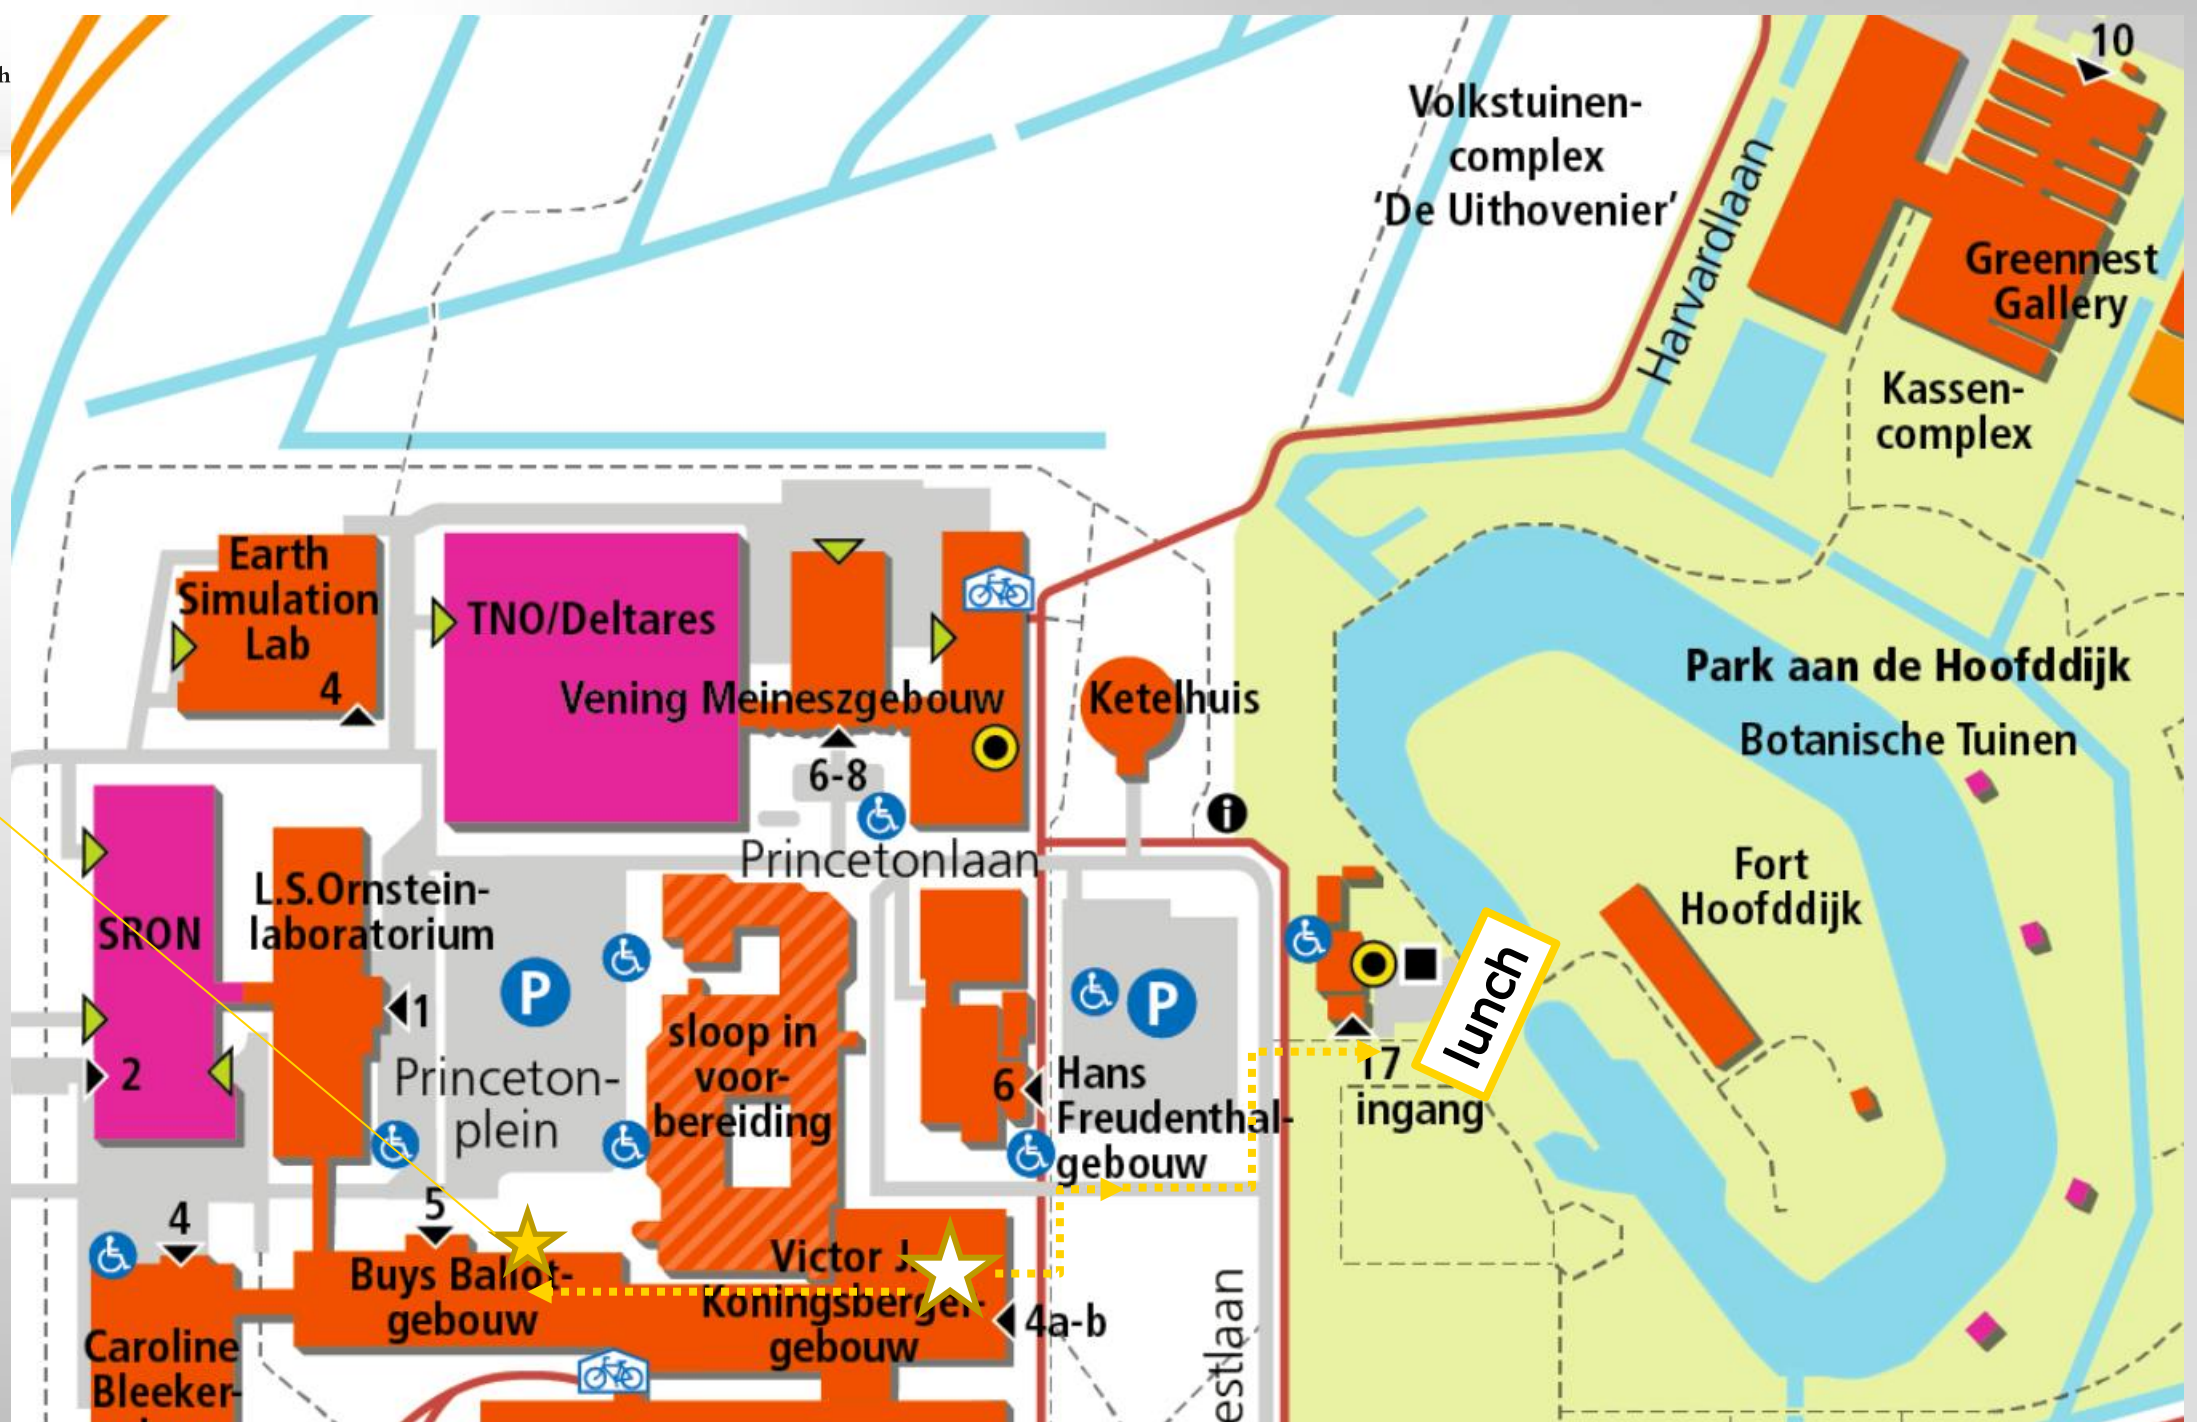 h
10
Volkstuinen-
complex
'De Uithovenier'
Harvardlaan
Greennest
Gallery
Kassen-
complex
Earth
Simulation
Lab
4
TNO/Deltares
Vening Meineszgebouw
6-8
Ketelhuis
i
Park aan de Hoofddijk
Botanische Tuinen
Princetonlaan
Fort
Hoofddijk
L.S.Ornstein-
laboratorium
SRON
1
2
P
Princeton-
plein
sloop in
voor-
bereiding
6
P
Hans
Freudenthal-
gebouw
lunch
17
ingang
4
5
Buys Ballot-
gebouw
Victor J.
Koningsberger-
gebouw
4a-b
Caroline
Bleeker-
estlaan